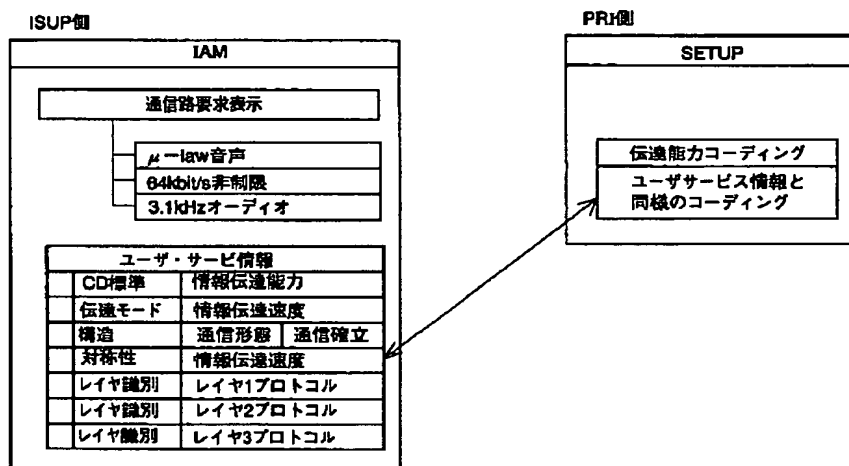 ISUP側
IAM
通信路要求表示
μーlaw音声
64kbit/s非制限
3.1kHzオーディオ
ユーザ・サービ情報
CD標準 情報伝達能力
伝達モード 情報伝達速度
構造 通信形態 通信確立
対称性 情報伝達速度
レイヤ識別 レイヤ1プロトコル
レイヤ識別 レイヤ2プロトコル
レイヤ識別 レイヤ3プロトコル
PRI側
SETUP
伝達能力コーディング
ユーザサービス情報と
同様のコーディング